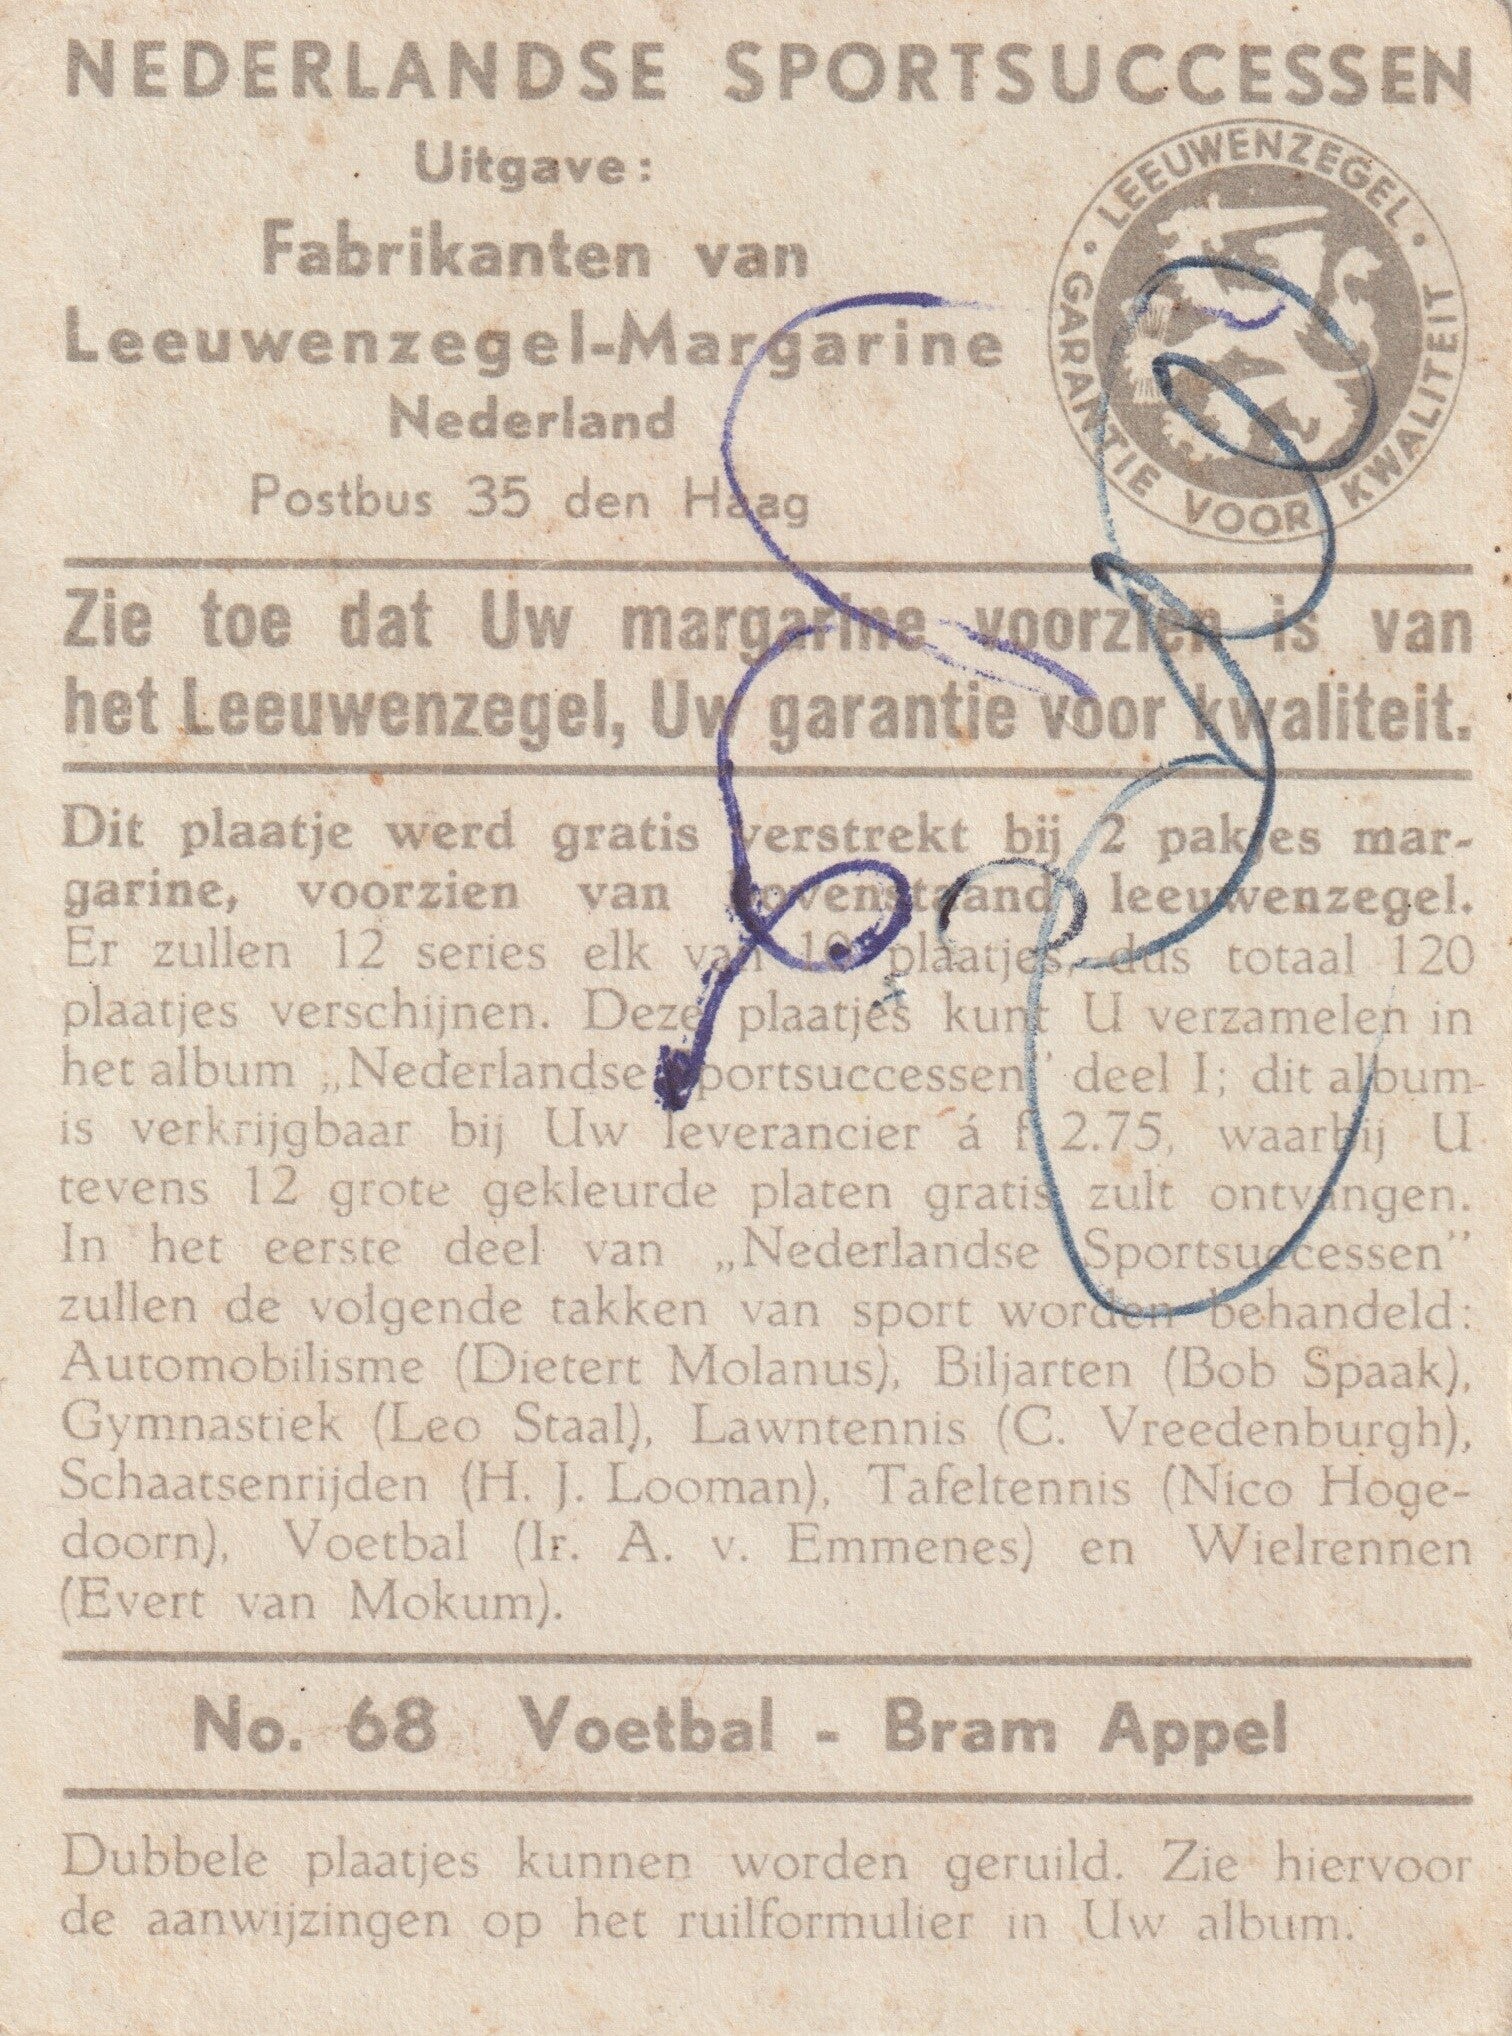 NEDERLANDSE SPORTSUCCESSEN
Uitgave:
Fabrikanten van
Leeuwenzegel-Margarine
Nederland
Postbus 35 den Haag
· LEEUWENZEGEL ·
GARANTIE VOOR KWALITEIT
Zie toe dat Uw margarine voorzien is van
het Leeuwenzegel, Uw garantie voor kwaliteit.
Dit plaatje werd gratis verstrekt bij 2 pakjes mar-
garine, voorzien van bovenstaand leeuwenzegel.
Er zullen 12 series elk van 10 plaatjes, dus totaal 120
plaatjes verschijnen. Deze plaatjes kunt U verzamelen in
het album „Nederlandse Sportsuccessen" deel I; dit album
is verkrijgbaar bij Uw leverancier á f 2.75, waarbij U
tevens 12 grote gekleurde platen gratis zult ontvangen.
In het eerste deel van „Nederlandse Sportsuccessen"
zullen de volgende takken van sport worden behandeld:
Automobilisme (Dietert Molanus), Biljarten (Bob Spaak),
Gymnastiek (Leo Staal), Lawntennis (C. Vreedenburgh),
Schaatsenrijden (H. J. Looman), Tafeltennis (Nico Hoge-
doorn), Voetbal (Ir. A. v. Emmenes) en Wielrennen
(Evert van Mokum).
No. 68 Voetbal - Bram Appel
Dubbele plaatjes kunnen worden geruild. Zie hiervoor
de aanwijzingen op het ruilformulier in Uw album.